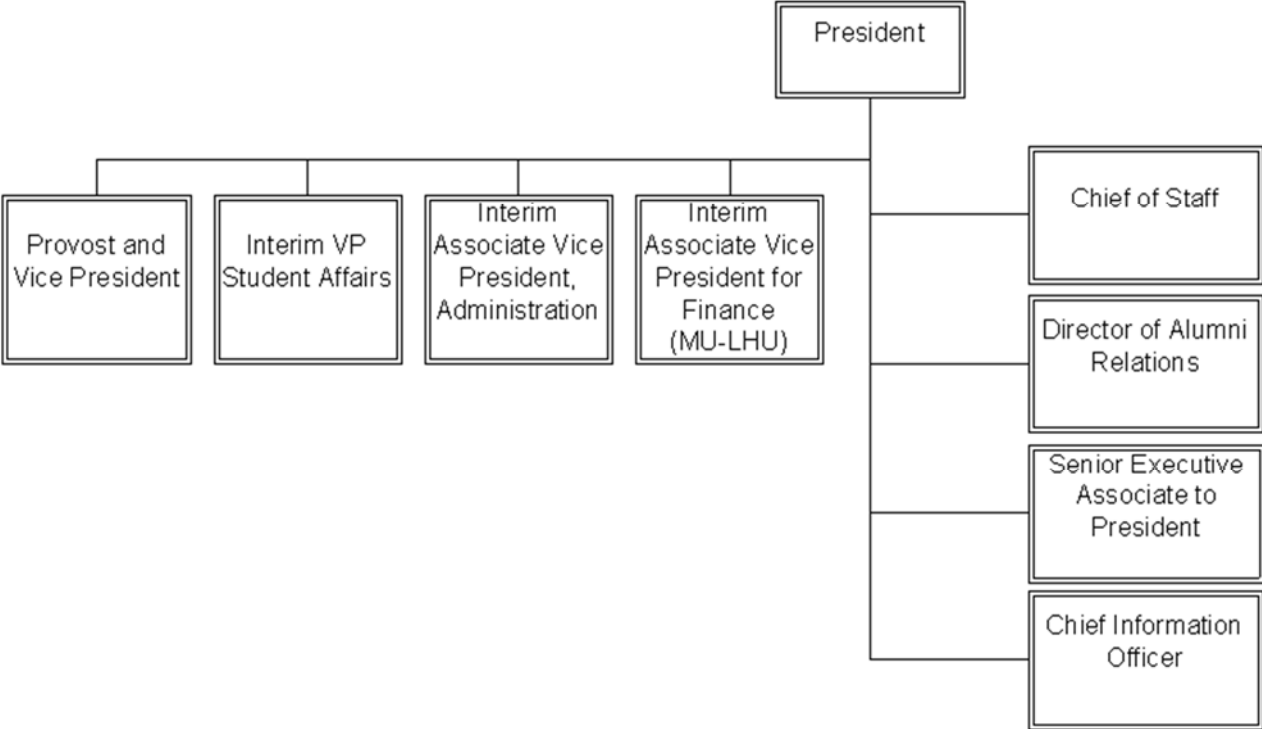 President
Provost and
Vice President
Interim VP
Student Affairs
Interim
Associate Vice
President,
Administration
Interim
Associate Vice
President for
Finance
(MU-LHU)
Chief of Staff
Director of Alumni
Relations
Senior Executive
Associate to
President
Chief Information
Officer